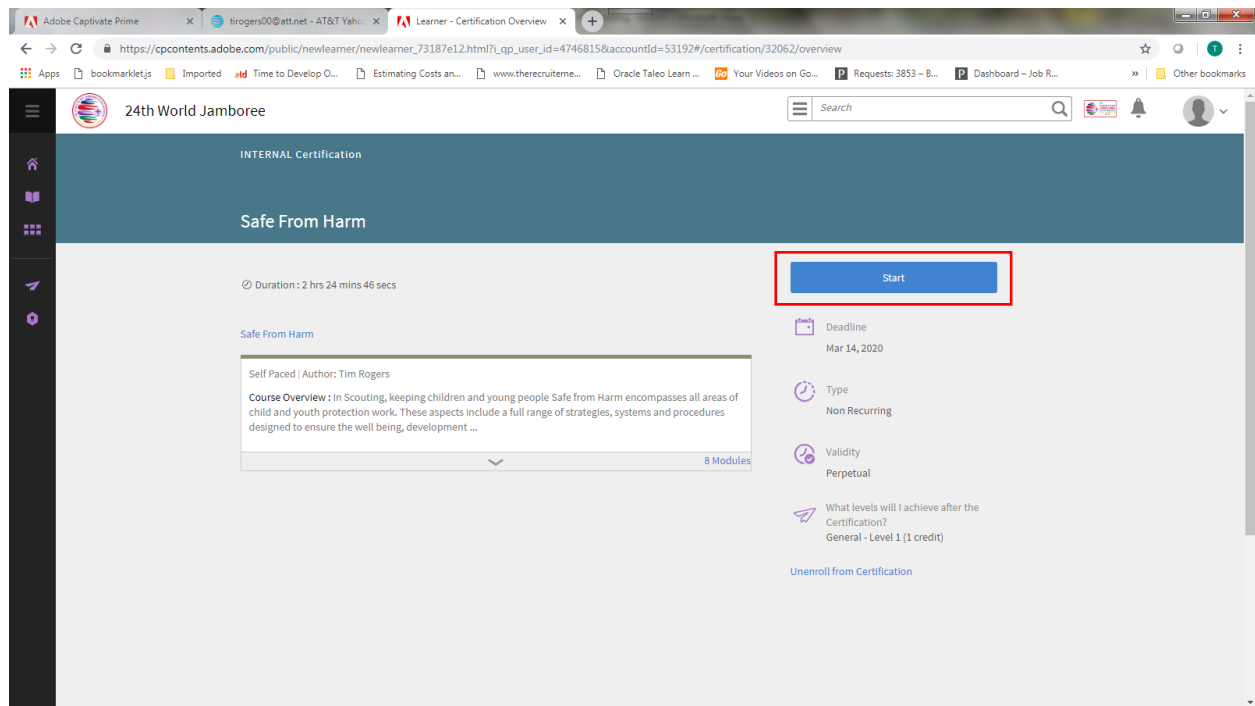 Adobe Captivate Prime
tirogers00@att.net - AT&T Yaho
Learner - Certification Overview
https://cpcontents.adobe.com/public/newlearner/newlearner_73187e12.html?i_qp_user_id=4746815&accountId=53192#/certification/32062/overview
T
Apps
bookmarkletjs
Imported
Time to Develop O...
Estimating Costs an...
www.therecruiteme...
Oracle Taleo Learn ...
Your Videos on Go...
Requests: 3853 – B...
Dashboard – Job R...
»
Other bookmarks
24th World Jamboree
Search
INTERNAL Certification
Safe From Harm
Duration : 2 hrs 24 mins 46 secs
Start
Safe From Harm
Self Paced | Author: Tim Rogers
Course Overview : In Scouting, keeping children and young people Safe from Harm encompasses all areas of
child and youth protection work. These aspects include a full range of strategies, systems and procedures
designed to ensure the well being, development ...
8 Modules
Deadline
Mar 14, 2020
Type
Non Recurring
Validity
Perpetual
What levels will I achieve after the
Certification?
General - Level 1 (1 credit)
Unenroll from Certification